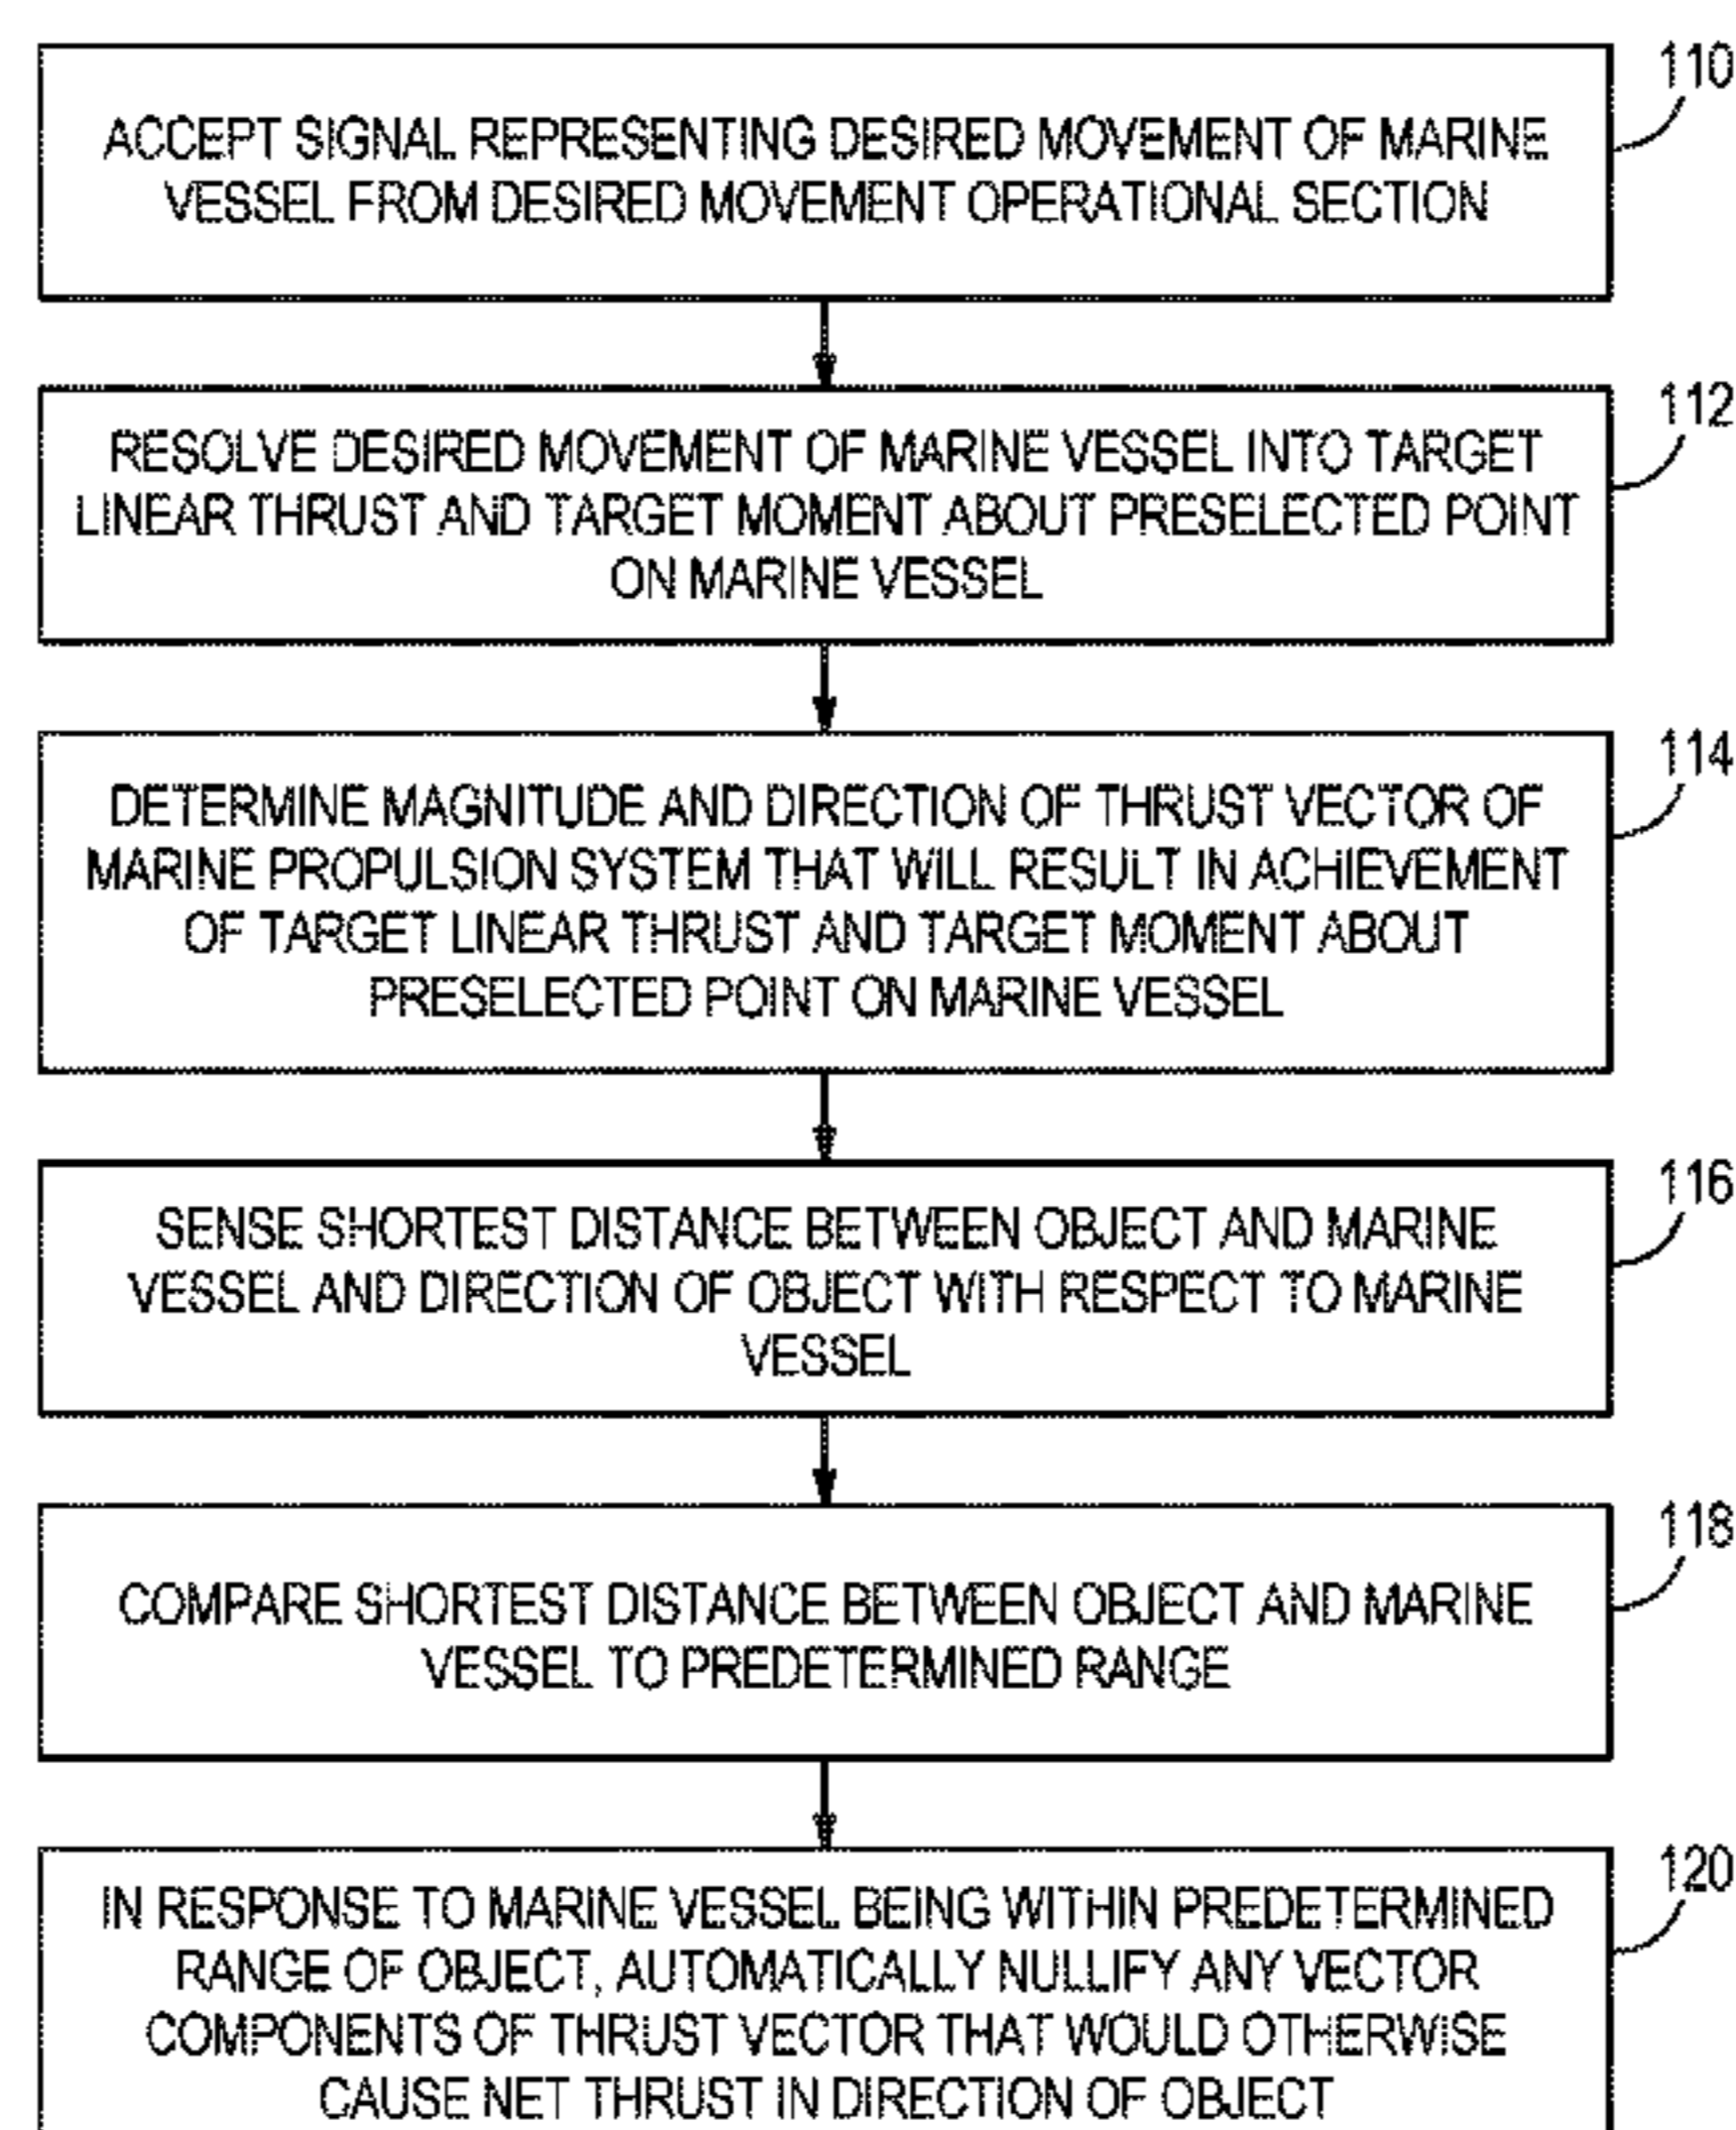 110
ACCEPT SIGNAL REPRESENTING DESIRED MOVEMENT OF MARINE
VESSEL FROM DESIRED MOVEMENT OPERATIONAL SECTION
112
RESOLVE DESIRED MOVEMENT OF MARINE VESSEL INTO TARGET
LINEAR THRUST AND TARGET MOMENT ABOUT PRESELECTED POINT
ON MARINE VESSEL
114
DETERMINE MAGNITUDE AND DIRECTION OF THRUST VECTOR OF
MARINE PROPULSION SYSTEM THAT WILL RESULT IN ACHIEVEMENT
OF TARGET LINEAR THRUST AND TARGET MOMENT ABOUT
PRESELECTED POINT ON MARINE VESSEL
116
SENSE SHORTEST DISTANCE BETWEEN OBJECT AND MARINE
VESSEL AND DIRECTION OF OBJECT WITH RESPECT TO MARINE
VESSEL
118
COMPARE SHORTEST DISTANCE BETWEEN OBJECT AND MARINE
VESSEL TO PREDETERMINED RANGE
120
IN RESPONSE TO MARINE VESSEL BEING WITHIN PREDETERMINED
RANGE OF OBJECT, AUTOMATICALLY NULLIFY ANY VECTOR
COMPONENTS OF THRUST VECTOR THAT WOULD OTHERWISE
CAUSE NET THRUST IN DIRECTION OF OBJECT